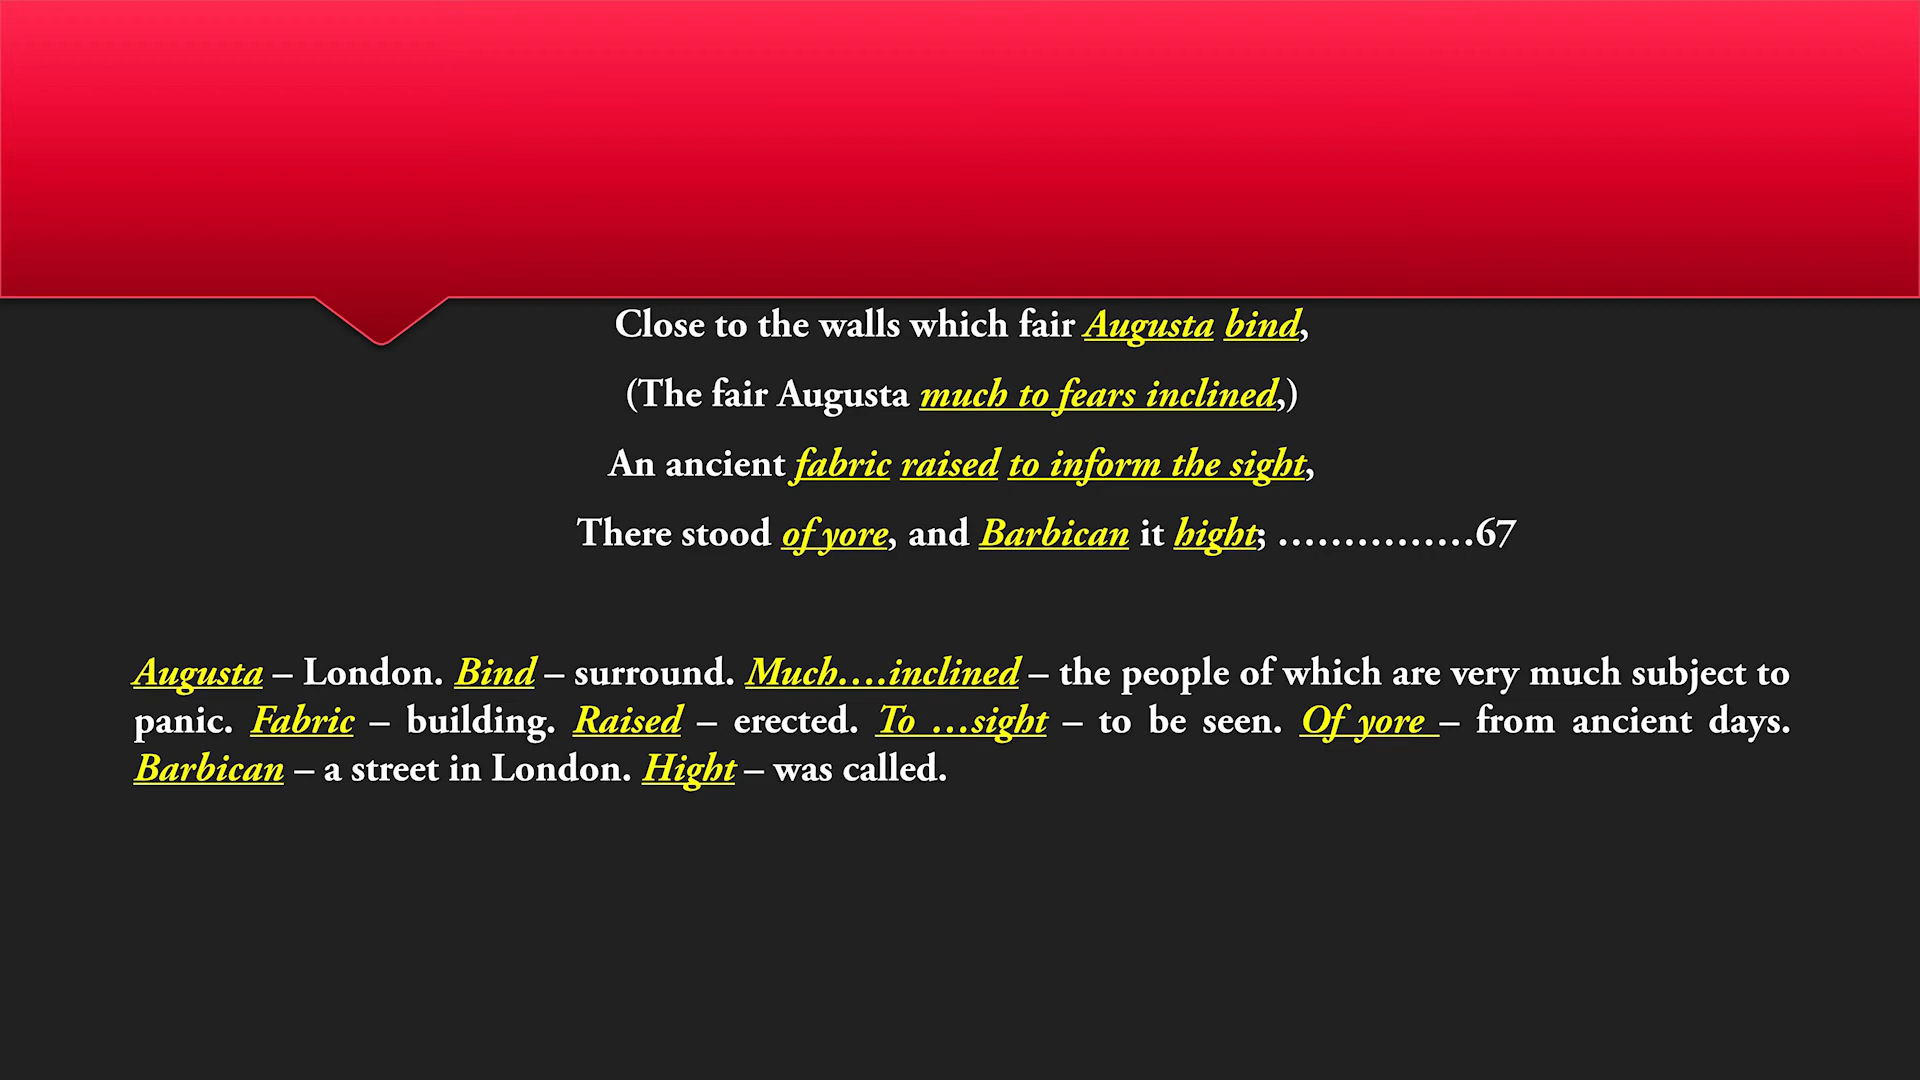 Close to the walls which fair Augusta bind,
(The fair Augusta much to fears inclined,)
An ancient fabric raised to inform the sight,
There stood of yore, and Barbican it hight; ……………67
Augusta – London. Bind – surround. Much….inclined – the people of which are very much subject to
panic. Fabric – building. Raised – erected. To …sight – to be seen. Of yore – from ancient days.
Barbican – a street in London. Hight – was called.